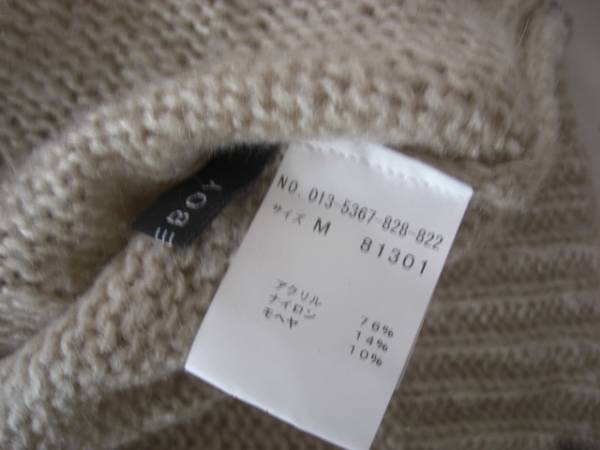 EBOY
NO. 013-5367-828-822
サイズ M 81301
アクリル 76%
ナイロン 14%
モヘヤ 10%